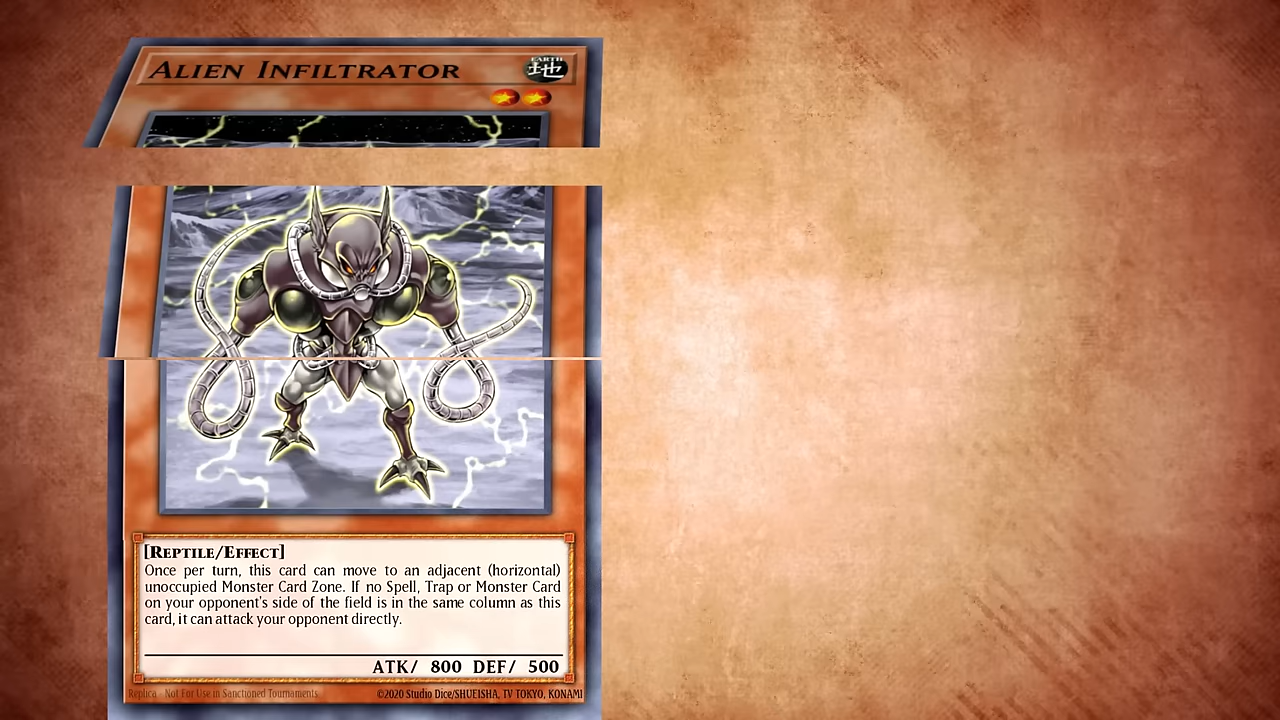 ALIEN INFILTRATOR
EARTH
地
[REPTILE/EFFECT]
Once per turn, this card can move to an adjacent (horizontal)
unoccupied Monster Card Zone. If no Spell, Trap or Monster Card
on your opponent's side of the field is in the same column as this
card, it can attack your opponent directly.
ATK/ 800 DEF/ 500
Replica - Not For Use in Sanctioned Tournaments
©2020 Studio Dice/SHUEISHA, TV TOKYO, KONAMI